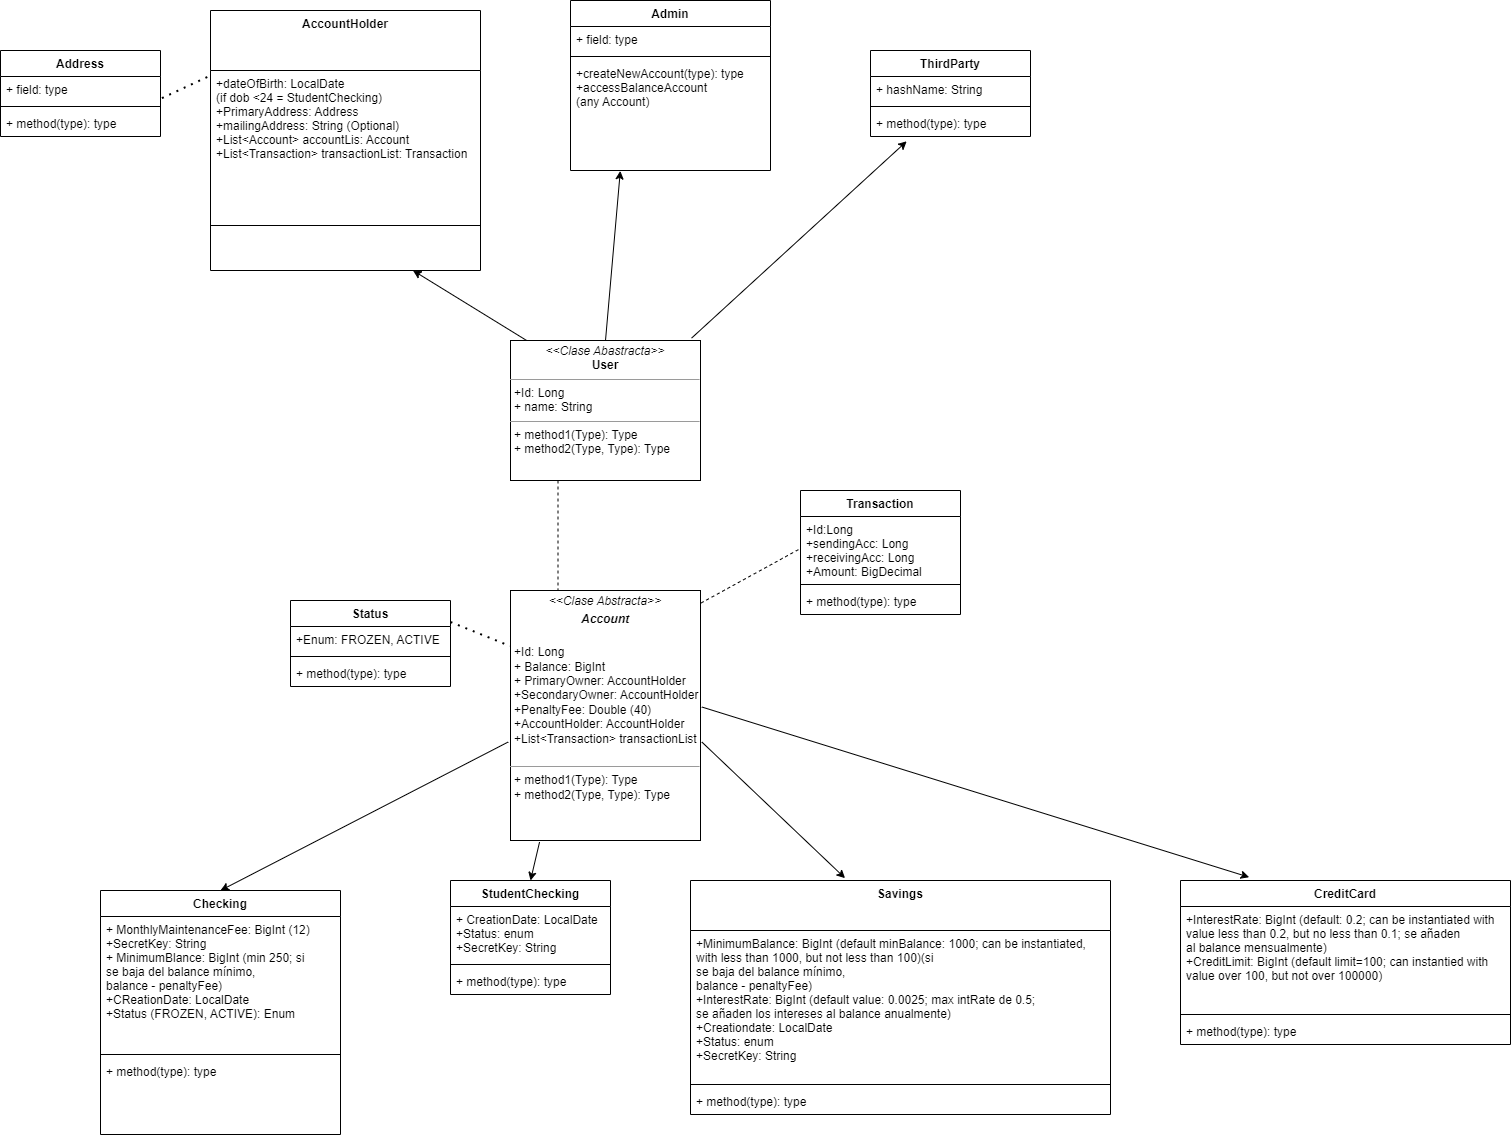 Address
+ field: type
+ method(type): type
AccountHolder
+dateOfBirth: LocalDate
(if dob <24 = StudentChecking)
+PrimaryAddress: Address
+mailingAddress: String (Optional)
+List<Account> accountLis: Account
+List<Transaction> transactionList: Transaction
Admin
+ field: type
+createNewAccount(type): type
+accessBalanceAccount
(any Account)
ThirdParty
+ hashName: String
+ method(type): type
<<Clase Abastracta>>
User
+Id: Long
+ name: String
+ method1(Type): Type
+ method2(Type, Type): Type
Transaction
+Id:Long
+sendingAcc: Long
+receivingAcc: Long
+Amount: BigDecimal
+ method(type): type
Status
+Enum: FROZEN, ACTIVE
+ method(type): type
<<Clase Abstracta>>
Account
+Id: Long
+ Balance: BigInt
+ PrimaryOwner: AccountHolder
+SecondaryOwner: AccountHolder
+PenaltyFee: Double (40)
+AccountHolder: AccountHolder
+List<Transaction> transactionList
+ method1(Type): Type
+ method2(Type, Type): Type
Checking
+ MonthlyMaintenanceFee: BigInt (12)
+SecretKey: String
+ MinimumBlance: BigInt (min 250; si
se baja del balance mínimo,
balance - penaltyFee)
+CReationDate: LocalDate
+Status (FROZEN, ACTIVE): Enum
+ method(type): type
StudentChecking
+ CreationDate: LocalDate
+Status: enum
+SecretKey: String
+ method(type): type
Savings
+MinimumBalance: BigInt (default minBalance: 1000; can be instantiated,
with less than 1000, but not less than 100)(si
se baja del balance mínimo,
balance - penaltyFee)
+InterestRate: BigInt (default value: 0.0025; max intRate de 0.5;
se añaden los intereses al balance anualmente)
+Creationdate: LocalDate
+Status: enum
+SecretKey: String
+ method(type): type
CreditCard
+InterestRate: BigInt (default: 0.2; can be instantiated with
value less than 0.2, but no less than 0.1; se añaden
al balance mensualmente)
+CreditLimit: BigInt (default limit=100; can instantied with
value over 100, but not over 100000)
+ method(type): type